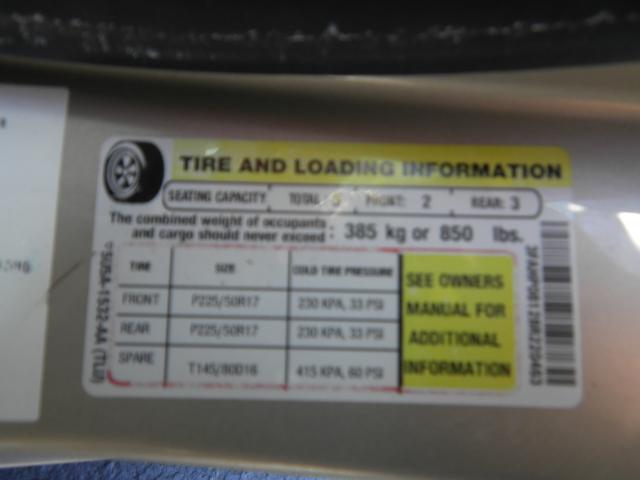 TIRE AND LOADING INFORMATION
SEATING CAPACITY TOTAL: 5 FRONT: 2 REAR: 3
The combined weight of occupants
and cargo should never exceed : 385 kg or 850 lbs.
TIRE SIZE COLD TIRE PRESSURE
FRONT P225/50R17 230 KPA, 33 PSI
REAR P225/50R17 230 KPA, 33 PSI
SPARE T145/80D16 415 KPA, 60 PSI
SEE OWNERS
MANUAL FOR
ADDITIONAL
INFORMATION